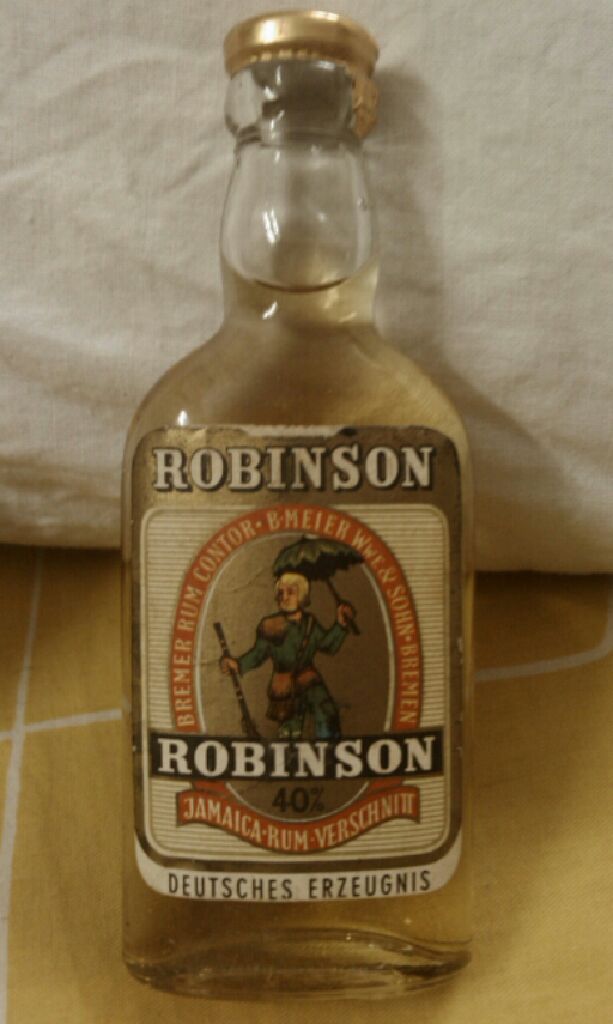 ROBINSON
BREMER RUM CONTOR · B·MEIER WWE & SOHN · BREMEN
ROBINSON
40%
JAMAICA-RUM-VERSCHNITT
DEUTSCHES ERZEUGNIS